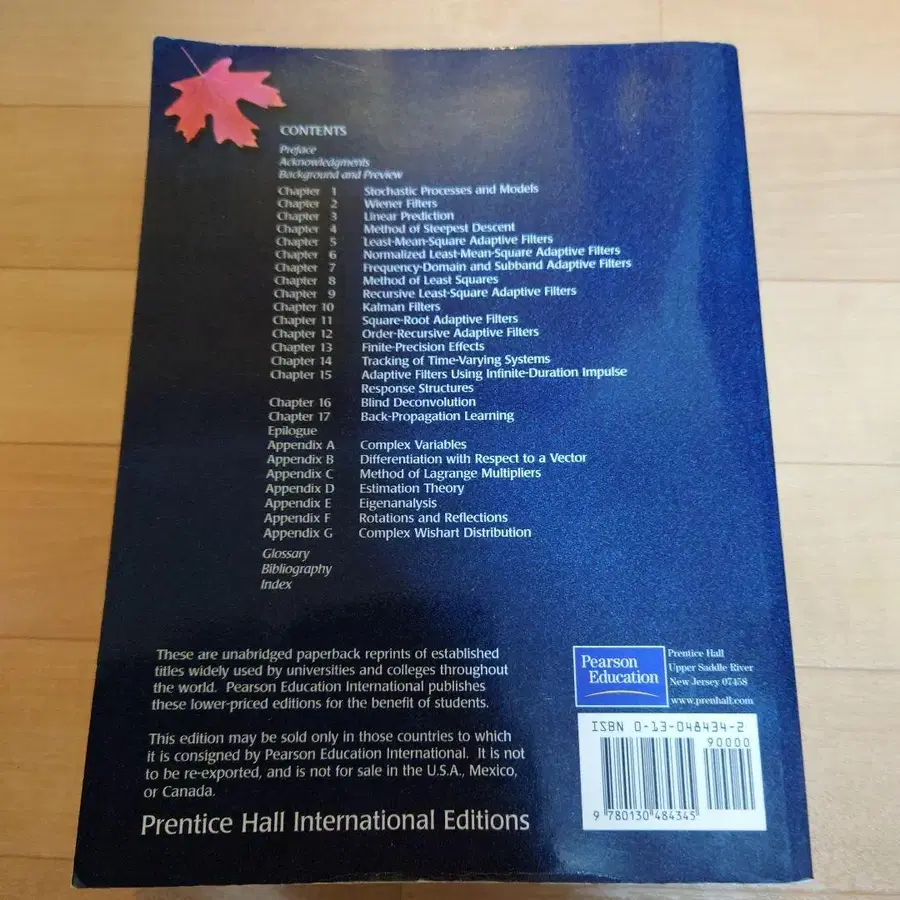 CONTENTS
Preface
Acknowledgments
Background and Preview
Chapter 1 Stochastic Processes and Models
Chapter 2 Wiener Filters
Chapter 3 Linear Prediction
Chapter 4 Method of Steepest Descent
Chapter 5 Least-Mean-Square Adaptive Filters
Chapter 6 Normalized Least-Mean-Square Adaptive Filters
Chapter 7 Frequency-Domain and Subband Adaptive Filters
Chapter 8 Method of Least Squares
Chapter 9 Recursive Least-Square Adaptive Filters
Chapter 10 Kalman Filters
Chapter 11 Square-Root Adaptive Filters
Chapter 12 Order-Recursive Adaptive Filters
Chapter 13 Finite-Precision Effects
Chapter 14 Tracking of Time-Varying Systems
Chapter 15 Adaptive Filters Using Infinite-Duration Impulse
Response Structures
Chapter 16 Blind Deconvolution
Chapter 17 Back-Propagation Learning
Epilogue
Appendix A Complex Variables
Appendix B Differentiation with Respect to a Vector
Appendix C Method of Lagrange Multipliers
Appendix D Estimation Theory
Appendix E Eigenanalysis
Appendix F Rotations and Reflections
Appendix G Complex Wishart Distribution
Glossary
Bibliography
Index
These are unabridged paperback reprints of established
titles widely used by universities and colleges throughout
the world. Pearson Education International publishes
these lower-priced editions for the benefit of students.
This edition may be sold only in those countries to which
it is consigned by Pearson Education International. It is not
to be re-exported, and is not for sale in the U.S.A., Mexico,
or Canada.
Prentice Hall International Editions
Pearson
Education
Prentice Hall
Upper Saddle River
New Jersey 07458
www.prenhall.com
ISBN 0-13-048434-2
90000
9 780130 484345